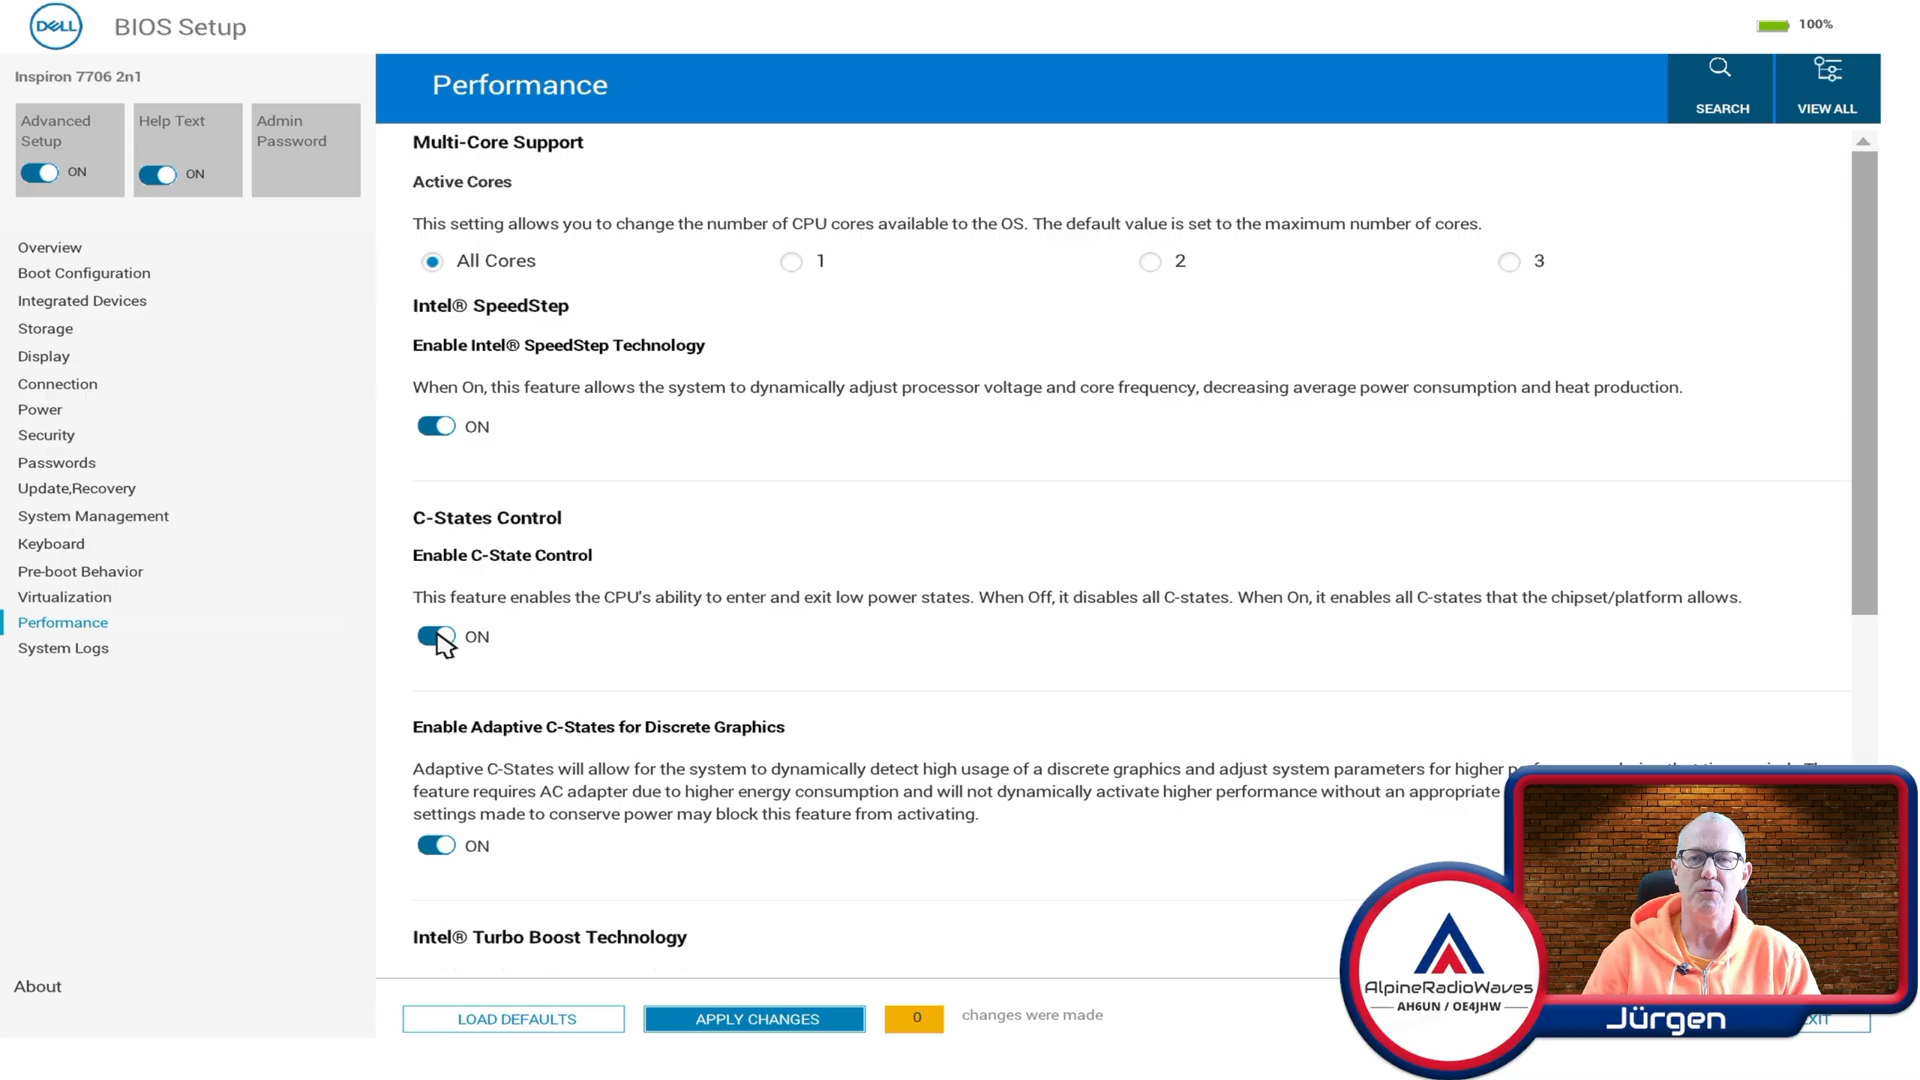 DELL
BIOS Setup
100%
Inspiron 7706 2n1
Advanced Setup
ON
Help Text
ON
Admin Password
Overview
Boot Configuration
Integrated Devices
Storage
Display
Connection
Power
Security
Passwords
Update,Recovery
System Management
Keyboard
Pre-boot Behavior
Virtualization
Performance
System Logs
About
Performance
SEARCH
VIEW ALL
Multi-Core Support
Active Cores
This setting allows you to change the number of CPU cores available to the OS. The default value is set to the maximum number of cores.
All Cores
1
2
3
Intel® SpeedStep
Enable Intel® SpeedStep Technology
When On, this feature allows the system to dynamically adjust processor voltage and core frequency, decreasing average power consumption and heat production.
ON
C-States Control
Enable C-State Control
This feature enables the CPU's ability to enter and exit low power states. When Off, it disables all C-states. When On, it enables all C-states that the chipset/platform allows.
ON
Enable Adaptive C-States for Discrete Graphics
Adaptive C-States will allow for the system to dynamically detect high usage of a discrete graphics and adjust system parameters for higher
feature requires AC adapter due to higher energy consumption and will not dynamically activate higher performance without an appropriate
settings made to conserve power may block this feature from activating.
ON
Intel® Turbo Boost Technology
LOAD DEFAULTS
APPLY CHANGES
0
changes were made
EXIT
AlpineRadioWaves
AH6UN / OE4JHW
Jürgen